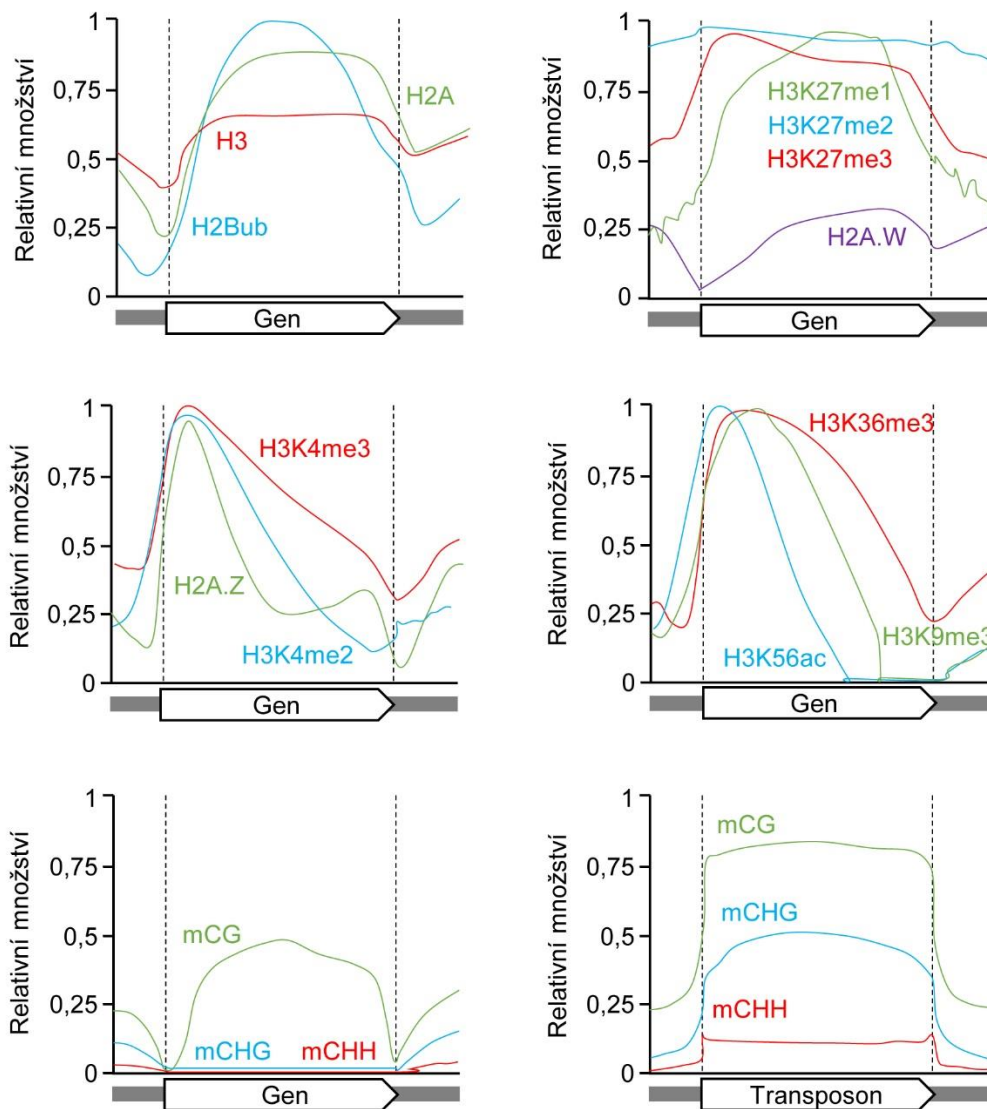 Relativní množství
1
0,75
0,5
0,25
0
H2A
H3
H2Bub
Gen
Relativní množství
1
0,75
0,5
0,25
0
H3K27me1
H3K27me2
H3K27me3
H2A.W
Gen
Relativní množství
1
0,75
0,5
0,25
0
H3K4me3
H2A.Z
H3K4me2
Gen
Relativní množství
1
0,75
0,5
0,25
0
H3K36me3
H3K9me3
H3K56ac
Gen
Relativní množství
1
0,75
0,5
0,25
0
mCG
mCHG
mCHH
Gen
Relativní množství
1
0,75
0,5
0,25
0
mCG
mCHG
mCHH
Transposon